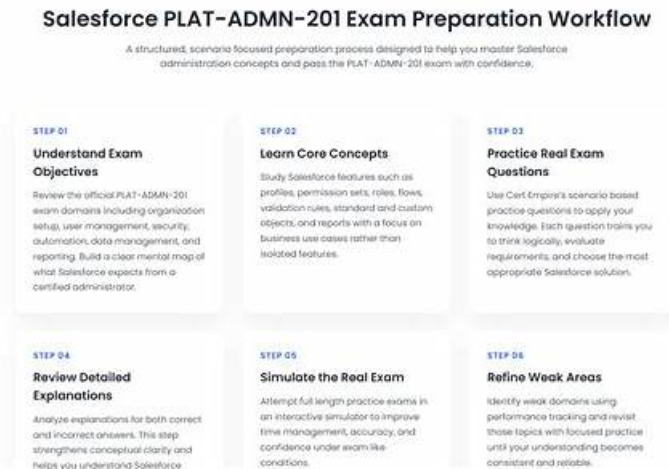 Salesforce PLAT-ADMN-201 Exam Preparation Workflow
A structured, scenario focused preparation process designed to help you master Salesforce
administration concepts and pass the PLAT-ADMN-201 exam with confidence.
STEP 01
Understand Exam
Objectives
Review the official PLAT-ADMN-201
exam domains including organization
setup, user management, security,
automation, data management, and
reporting. Build a clear mental map of
what Salesforce expects from a
certified administrator.
STEP 02
Learn Core Concepts
Study Salesforce features such as
profiles, permission sets, roles, flows,
validation rules, standard and custom
objects, and reports with a focus on
business use cases rather than
isolated features.
STEP 03
Practice Real Exam
Questions
Use Cert Empire's scenario based
practice questions to apply your
knowledge. Each question trains you
to think logically, evaluate
requirements, and choose the most
appropriate Salesforce solution.
STEP 04
Review Detailed
Explanations
Analyze explanations for both correct
and incorrect answers. This step
strengthens conceptual clarity and
helps you understand Salesforce
STEP 05
Simulate the Real Exam
Attempt full length practice exams in
an interactive simulator to improve
time management, accuracy, and
confidence under exam like
conditions.
STEP 06
Refine Weak Areas
Identify weak domains using
performance tracking and revisit
those topics with focused practice
until your understanding becomes
consistent and reliable.